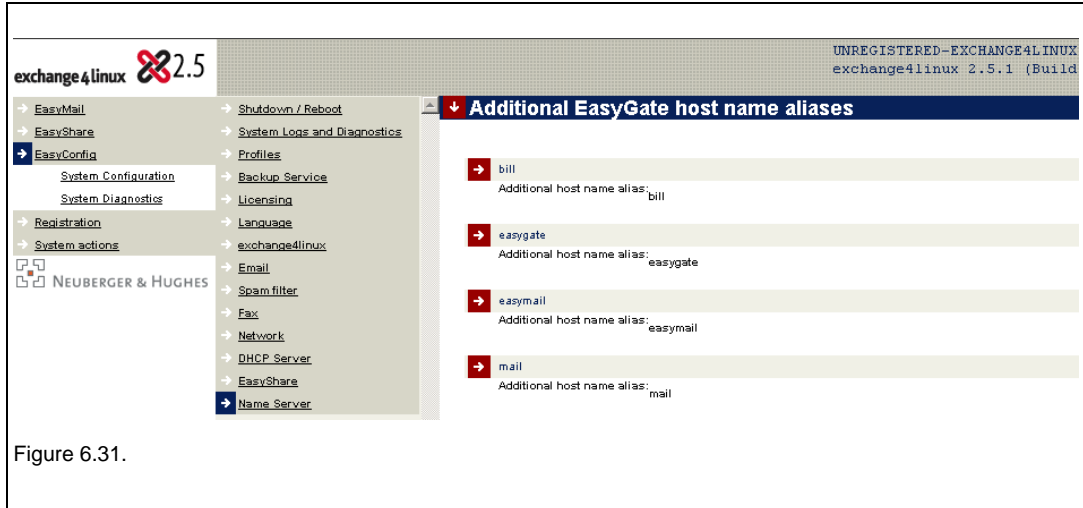 exchange4linux 2.5
UNREGISTERED-EXCHANGE4LINUX
exchange4linux 2.5.1 (Build
EasyMail
EasyShare
EasyConfig
System Configuration
System Diagnostics
Registration
System actions
NEUBERGER & HUGHES
Shutdown / Reboot
System Logs and Diagnostics
Profiles
Backup Service
Licensing
Language
exchange4linux
Email
Spam filter
Fax
Network
DHCP Server
EasyShare
Name Server
Additional EasyGate host name aliases
bill
Additional host name alias: bill
easygate
Additional host name alias: easygate
easymail
Additional host name alias: easymail
mail
Additional host name alias: mail
Figure 6.31.